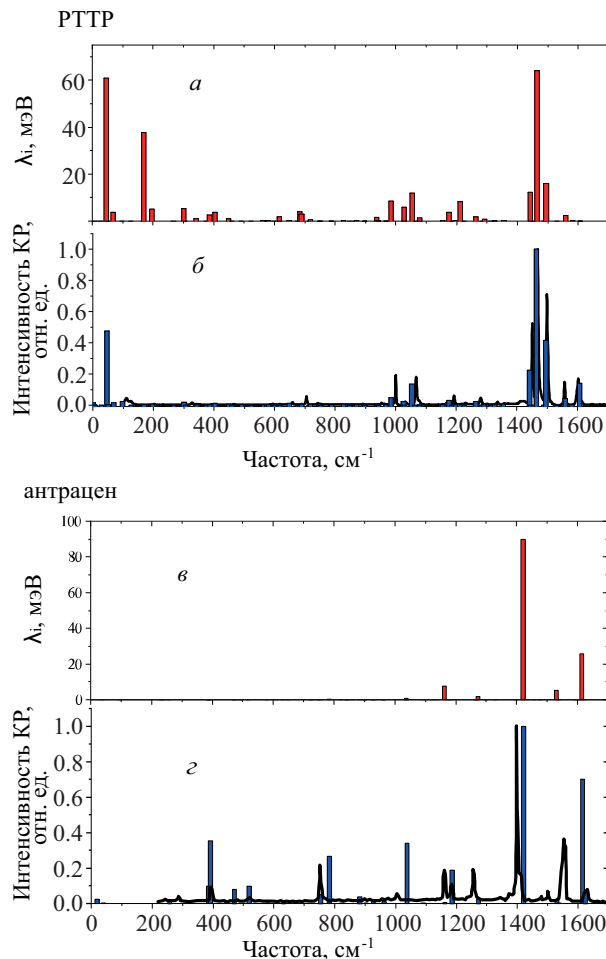 РТТР
а
λi, мэВ
60
40
20
б
Интенсивность КР,
отн. ед.
1.0
0.8
0.6
0.4
0.2
0.0
0 200 400 600 800 1000 1200 1400 1600
Частота, см-1
антрацен
в
λi, мэВ
100
80
60
40
20
0
г
Интенсивность КР,
отн. ед.
1.0
0.8
0.6
0.4
0.2
0.0
0 200 400 600 800 1000 1200 1400 1600
Частота, см-1